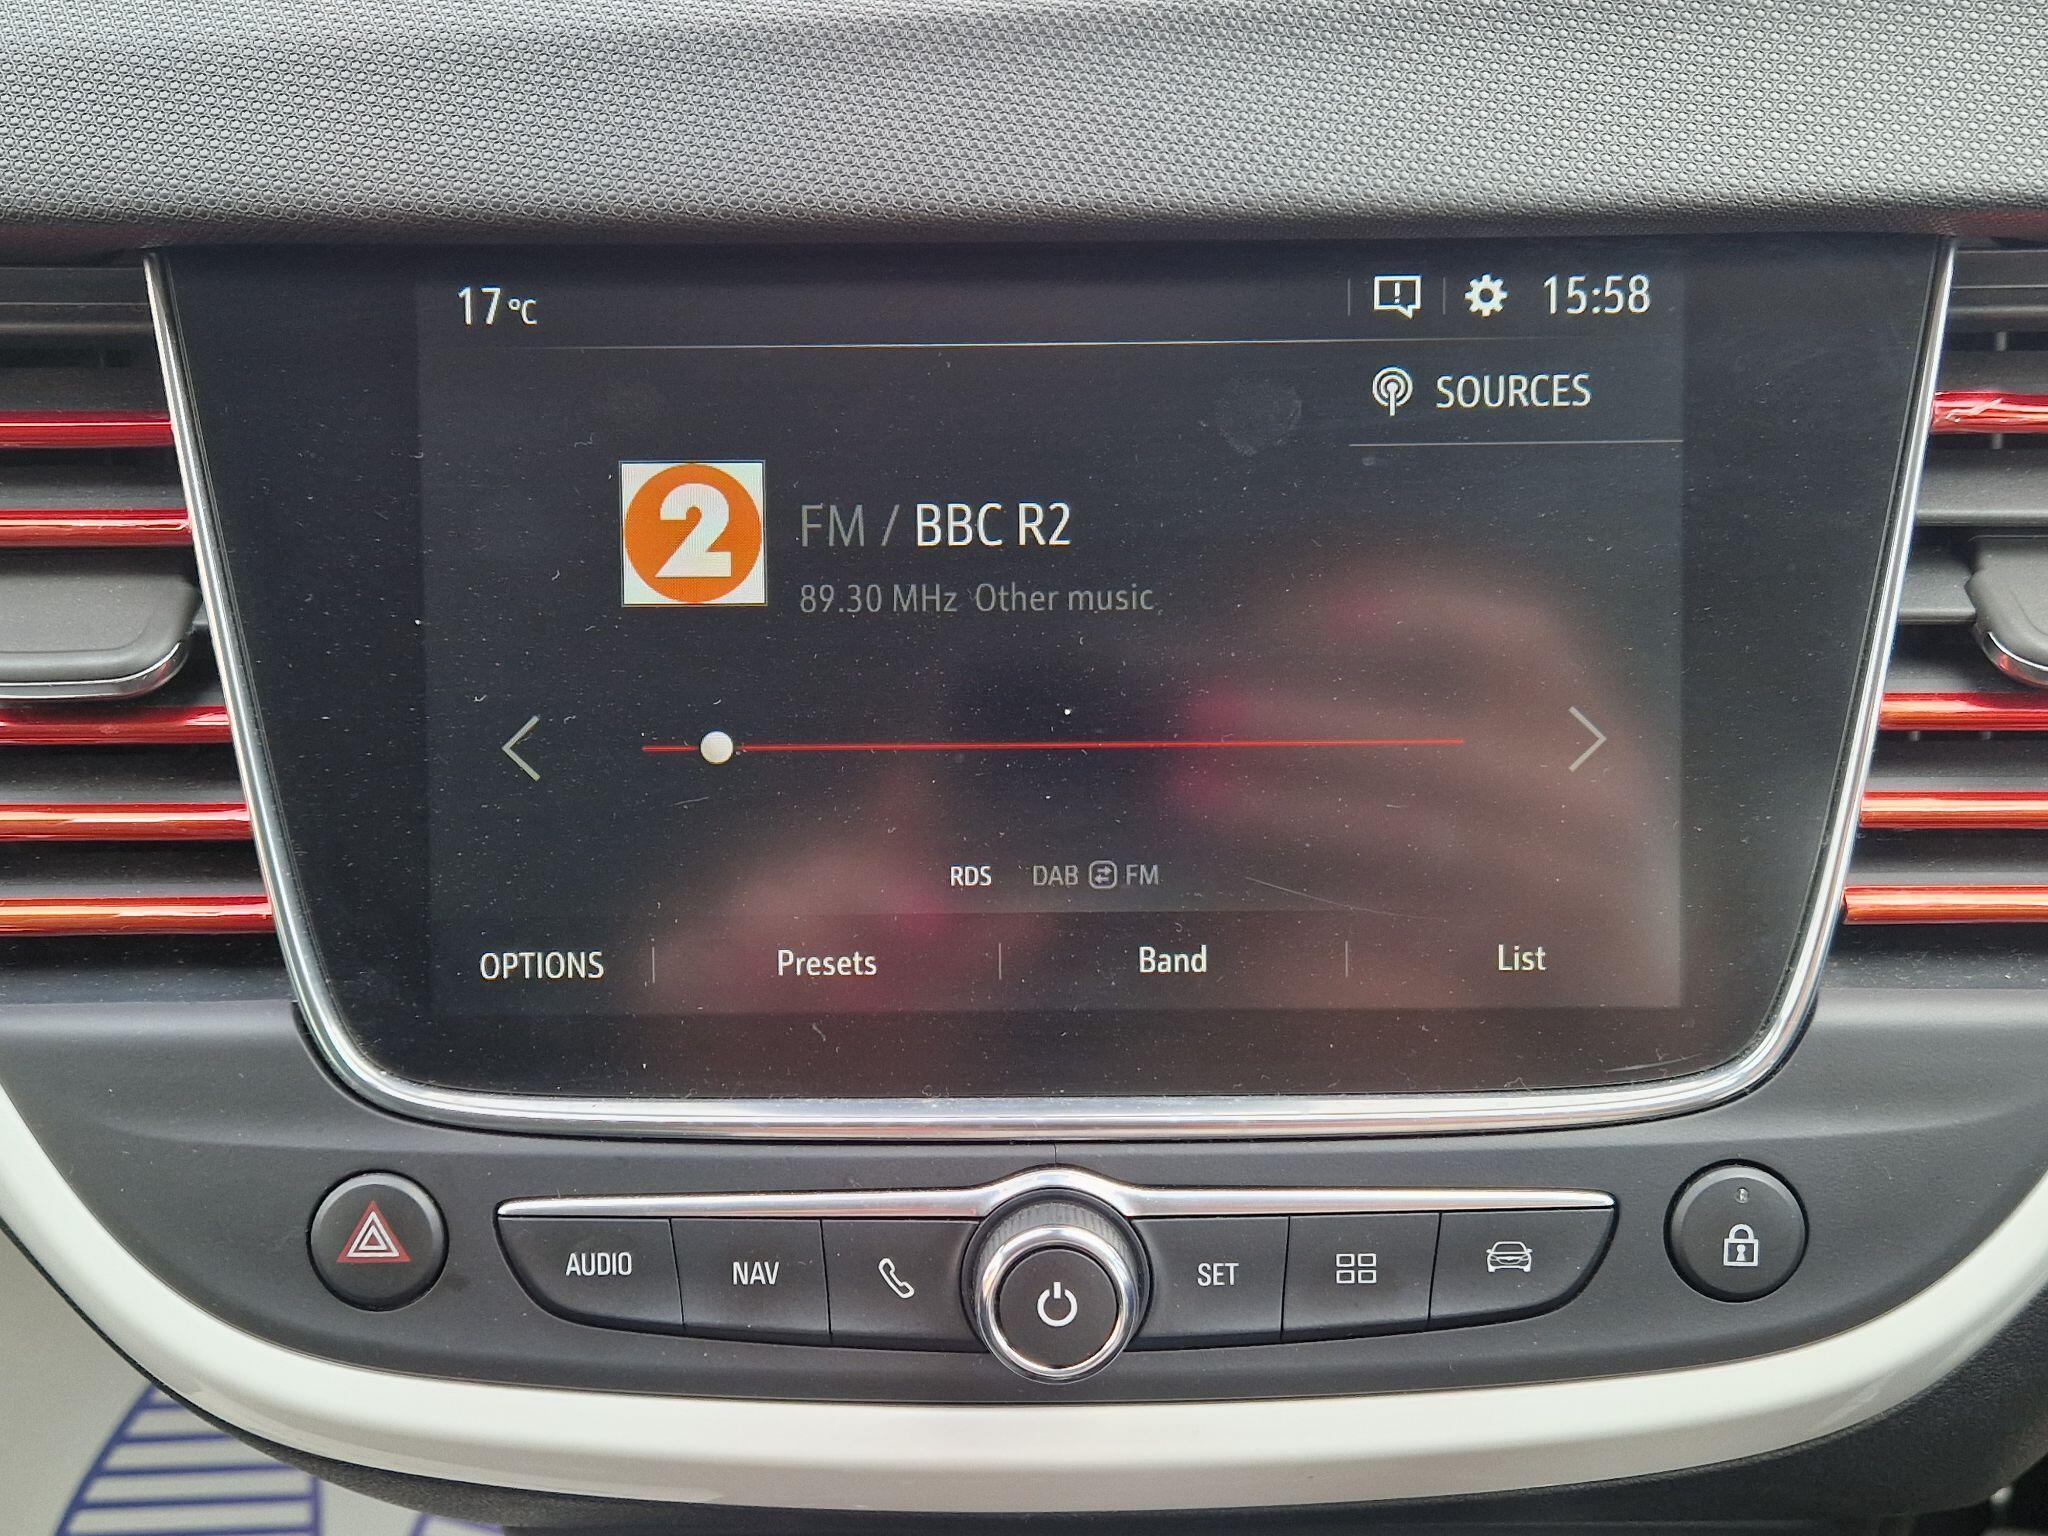 17 °C
15:58
SOURCES
2
FM / BBC R2
89.30 MHz Other music
RDS DAB FM
OPTIONS Presets Band List
AUDIO NAV SET